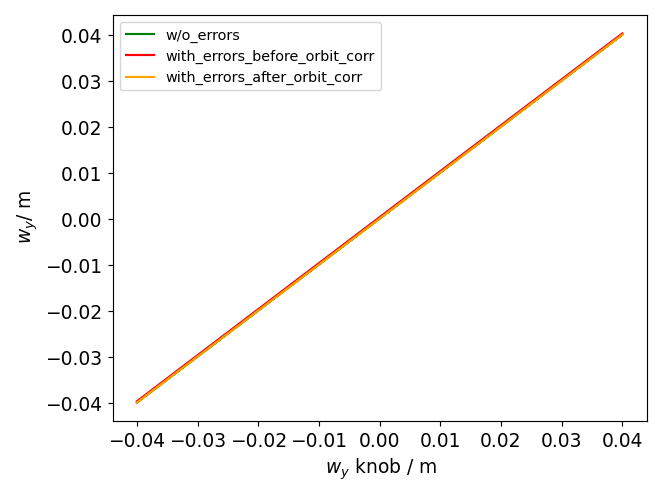 w/o_errors
with_errors_before_orbit_corr
with_errors_after_orbit_corr
0.04
0.03
0.02
0.01
0.00
−0.01
−0.02
−0.03
−0.04
w_y/ m
−0.04 −0.03 −0.02 −0.01 0.00 0.01 0.02 0.03 0.04
w_y knob / m